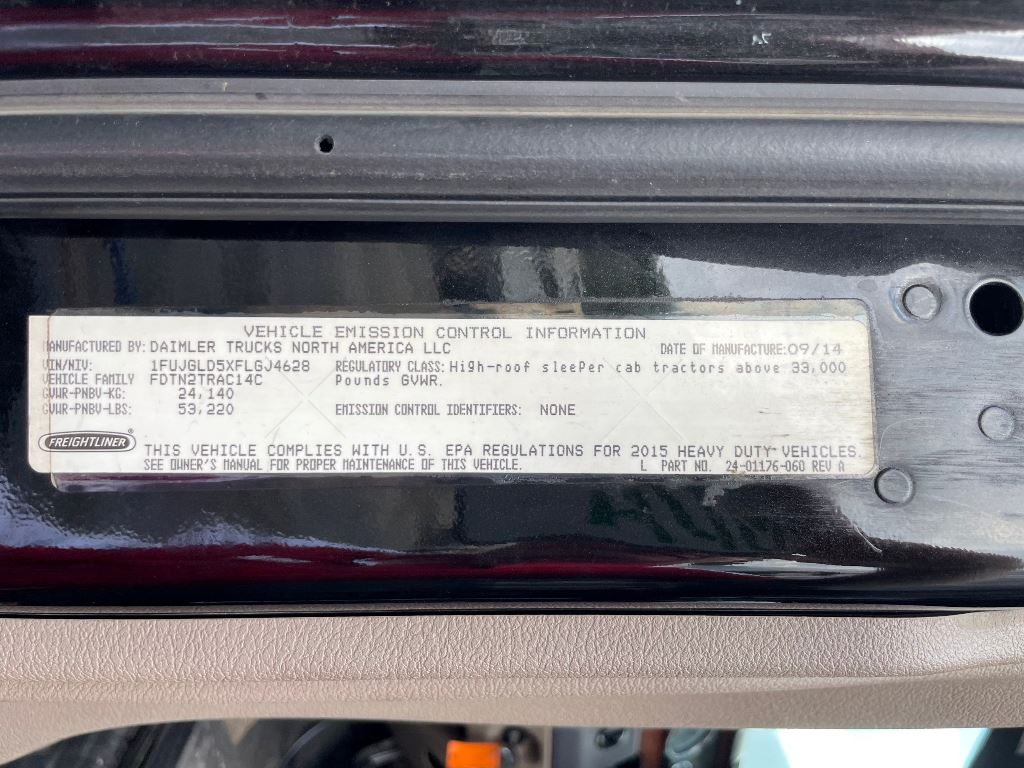 VEHICLE EMISSION CONTROL INFORMATION
MANUFACTURED BY: DAIMLER TRUCKS NORTH AMERICA LLC DATE OF MANUFACTURE: 09/14
VIN/NIV: 1FUJGLD5XFLGJ4628 REGULATORY CLASS: High-roof sleePer cab tractors above 33,000
VEHICLE FAMILY FDTN2TRAC14C Pounds GVWR.
GVWR-PNBV-KG: 24,140
GVWR-PNBV-LBS: 53,220 EMISSION CONTROL IDENTIFIERS: NONE
FREIGHTLINER THIS VEHICLE COMPLIES WITH U.S. EPA REGULATIONS FOR 2015 HEAVY DUTY VEHICLES.
SEE OWNER'S MANUAL FOR PROPER MAINTENANCE OF THIS VEHICLE. L PART NO. 24-01176-060 REV A